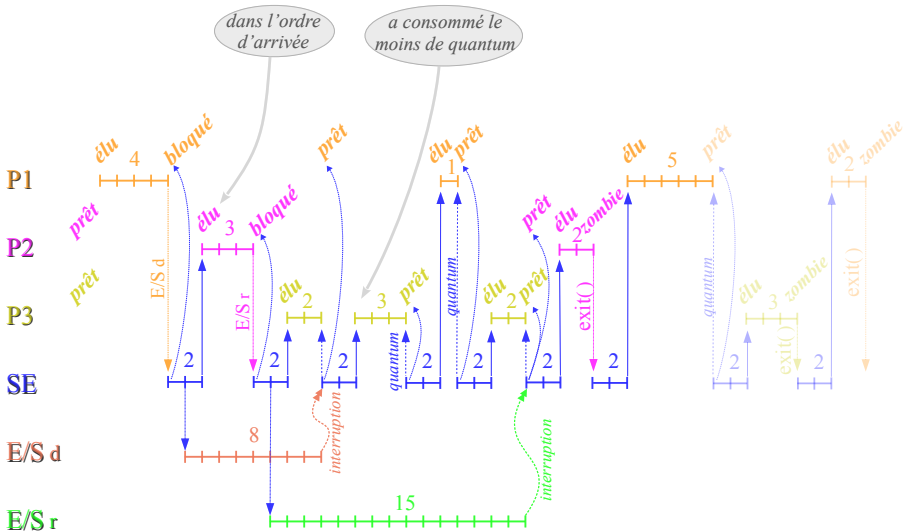 dans l'ordre
d'arrivée
a consommé le
moins de quantum
élu
4
bloqué
prêt
élu
prêt
1
élu
5
prêt
élu
2
zombie
P1
prêt
élu
3
bloqué
prêt
élu
2
zombie
P2
E/S d
prêt
E/S r
élu
2
3
prêt
quantum
élu
2
prêt
exit()
quantum
élu
3
zombie
exit()
P3
quantum
exit()
SE
2
2
2
2
2
2
2
2
2
E/S d
8
interruption
interruption
E/S r
15